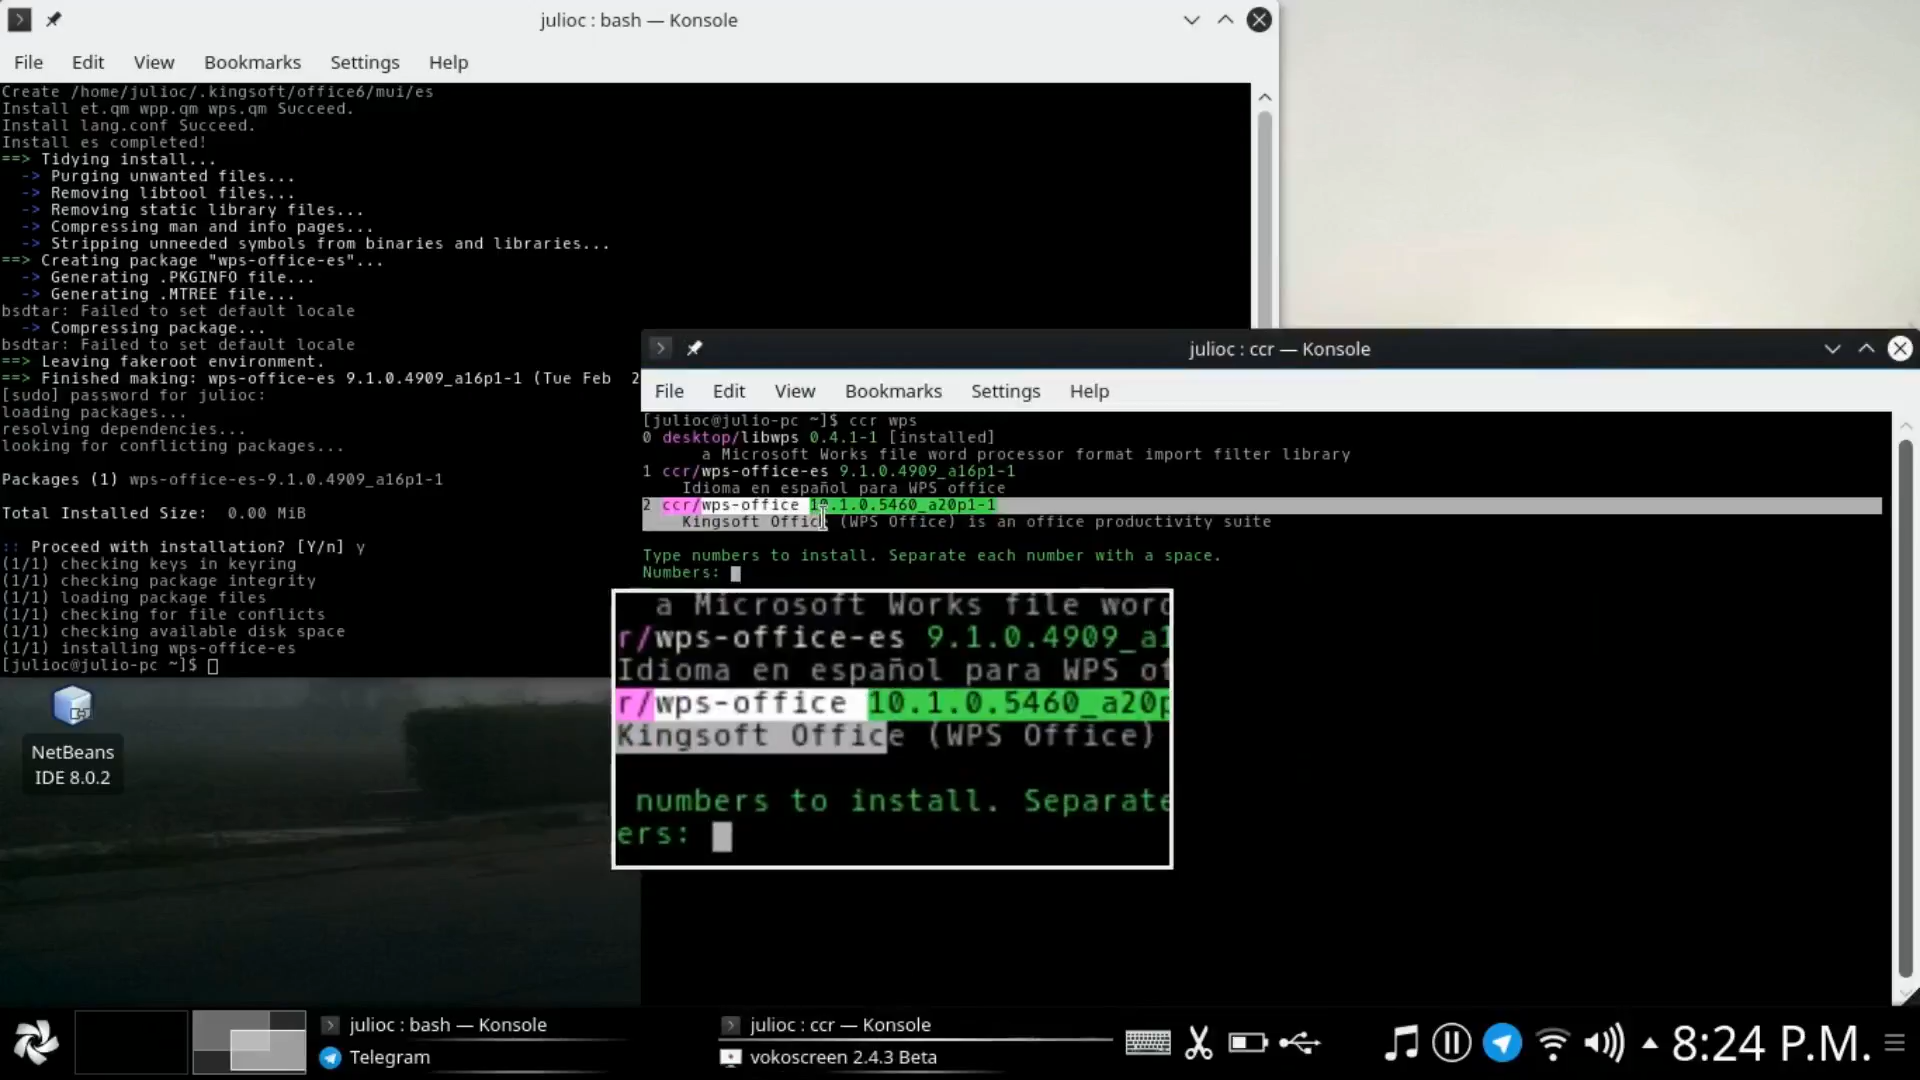 julioc : bash — Konsole
File Edit View Bookmarks Settings Help
Create /home/julioc/.kingsoft/office6/mui/es
Install et.qm wpp.qm wps.qm Succeed.
Install lang.conf Succeed.
Install es completed!
==> Tidying install...
-> Purging unwanted files...
-> Removing libtool files...
-> Removing static library files...
-> Compressing man and info pages...
-> Stripping unneeded symbols from binaries and libraries...
==> Creating package "wps-office-es"...
-> Generating .PKGINFO file...
-> Generating .MTREE file...
bsdtar: Failed to set default locale
-> Compressing package...
bsdtar: Failed to set default locale
==> Leaving fakeroot environment.
==> Finished making: wps-office-es 9.1.0.4909_a16p1-1 (Tue Feb  2
[sudo] password for julioc:
loading packages...
resolving dependencies...
looking for conflicting packages...
Packages (1) wps-office-es-9.1.0.4909_a16p1-1
Total Installed Size:  0.00 MiB
:: Proceed with installation? [Y/n] y
(1/1) checking keys in keyring
(1/1) checking package integrity
(1/1) loading package files
(1/1) checking for file conflicts
(1/1) checking available disk space
(1/1) installing wps-office-es
[julioc@julio-pc ~]$
julioc : ccr — Konsole
File Edit View Bookmarks Settings Help
[julioc@julio-pc ~]$ ccr wps
0 desktop/libwps 0.4.1-1 [installed]
a Microsoft Works file word processor format import filter library
1 ccr/wps-office-es 9.1.0.4909_a16p1-1
Idioma en español para WPS office
2 ccr/wps-office 10.1.0.5460_a20p1-1
Kingsoft Office (WPS Office) is an office productivity suite
Type numbers to install. Separate each number with a space.
Numbers:
a Microsoft Works file word
r/wps-office-es 9.1.0.4909_a1
Idioma en español para WPS of
r/wps-office 10.1.0.5460_a20p
Kingsoft Office (WPS Office)
numbers to install. Separate
ers:
NetBeans
IDE 8.0.2
julioc : bash — Konsole
Telegram
julioc : ccr — Konsole
vokoscreen 2.4.3 Beta
8:24 P.M.